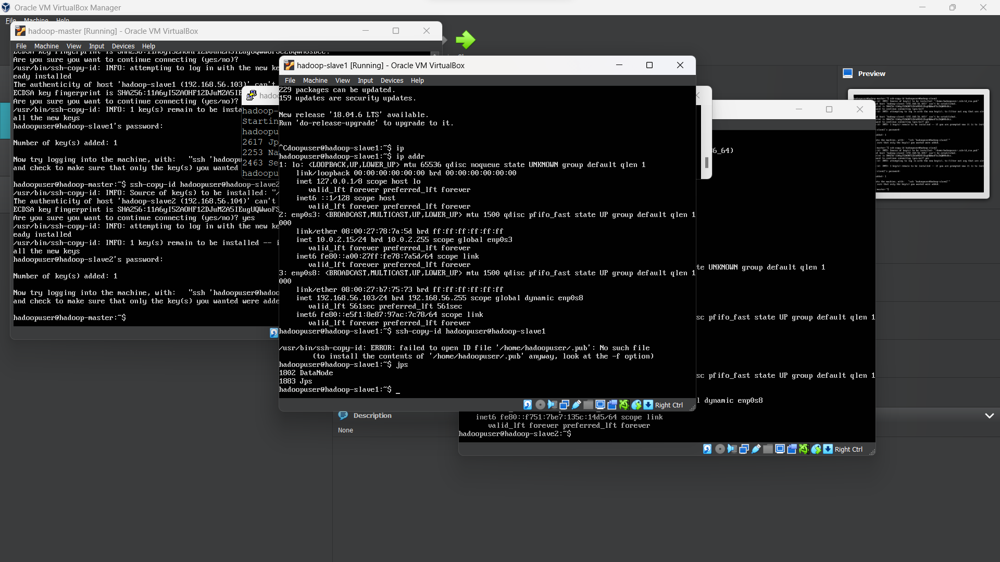 Oracle VM VirtualBox Manager
File Machine Help
hadoop-master [Running] - Oracle VM VirtualBox
File Machine View Input Devices Help
Are you sure you want to continue connecting (yes/no)?
/usr/bin/ssh-copy-id: INFO: attempting to log in with the new ke
eady installed
The authenticity of host 'hadoop-slave1 (192.168.56.103)' can't
ECDSA key fingerprint is SHA256:11A6yI5ZAOHF12DJuMZA5IE
Are you sure you want to continue connecting (yes/no)?
/usr/bin/ssh-copy-id: INFO: 1 key(s) remain to be insta
all the new keys
hadoopuser@hadoop-slave1's password:
Number of key(s) added: 1
Now try logging into the machine, with:   "ssh 'hadoopu
and check to make sure that only the key(s) you wanted
hadoopuser@hadoop-master:~$ ssh-copy-id hadoopuser@hadoop-slave2
/usr/bin/ssh-copy-id: INFO: Source of key(s) to be installed: "/
The authenticity of host 'hadoop-slave2 (192.168.56.104)' can't
ECDSA key fingerprint is SHA256:11A6yI5ZAOHF12DJuMZA5IEugUQWwoFS
Are you sure you want to continue connecting (yes/no)? yes
/usr/bin/ssh-copy-id: INFO: attempting to log in with the new ke
eady installed
/usr/bin/ssh-copy-id: INFO: 1 key(s) remain to be installed -- i
all the new keys
hadoopuser@hadoop-slave2's password:
Number of key(s) added: 1
Now try logging into the machine, with:   "ssh 'hadoopuser@hadoo
and check to make sure that only the key(s) you wanted were adde
hadoopuser@hadoop-master:~$
hadoo
hadoop-
Startin
hadoopu
2617 Jp
2253 Na
2463 Se
hadoopu
hadoop-slave1 [Running] - Oracle VM VirtualBox
File Machine View Input Devices Help
229 packages can be updated.
159 updates are security updates.
New release '18.04.6 LTS' available.
Run 'do-release-upgrade' to upgrade to it.
^Cdoopuser@hadoop-slave1:~$ ip
hadoopuser@hadoop-slave1:~$ ip addr
1: lo: <LOOPBACK,UP,LOWER_UP> mtu 65536 qdisc noqueue state UNKNOWN group default qlen 1
link/loopback 00:00:00:00:00:00 brd 00:00:00:00:00:00
inet 127.0.0.1/8 scope host lo
valid_lft forever preferred_lft forever
inet6 ::1/128 scope host
valid_lft forever preferred_lft forever
2: enp0s3: <BROADCAST,MULTICAST,UP,LOWER_UP> mtu 1500 qdisc pfifo_fast state UP group default qlen 1
000
link/ether 08:00:27:78:7a:5d brd ff:ff:ff:ff:ff:ff
inet 10.0.2.15/24 brd 10.0.2.255 scope global enp0s3
valid_lft forever preferred_lft forever
inet6 fe80::a00:27ff:fe78:7a5d/64 scope link
valid_lft forever preferred_lft forever
3: enp0s8: <BROADCAST,MULTICAST,UP,LOWER_UP> mtu 1500 qdisc pfifo_fast state UP group default qlen 1
000
link/ether 08:00:27:b7:75:73 brd ff:ff:ff:ff:ff:ff
inet 192.168.56.103/24 brd 192.168.56.255 scope global dynamic enp0s8
valid_lft 561sec preferred_lft 561sec
inet6 fe80::e5f1:8e87:97ac:7c78/64 scope link
valid_lft forever preferred_lft forever
hadoopuser@hadoop-slave1:~$ ssh-copy-id hadoopuser@hadoop-slave1
/usr/bin/ssh-copy-id: ERROR: failed to open ID file '/home/hadoopuser/.pub': No such file
(to install the contents of '/home/hadoopuser/.pub' anyway, look at the -f option)
hadoopuser@hadoop-slave1:~$ jps
1802 DataNode
1883 Jps
hadoopuser@hadoop-slave1:~$ _
Right Ctrl
6_64)
te UNKNOWN group default qlen 1
sc pfifo_fast state UP group default qlen 1
sc pfifo_fast state UP group default qlen 1
l dynamic enp0s8
inet6 fe80::f751:7be7:135c:14d5/64 scope link
valid_lft forever preferred_lft forever
hadoopuser@hadoop-slave2:~$
Right Ctrl
Preview
Description
None